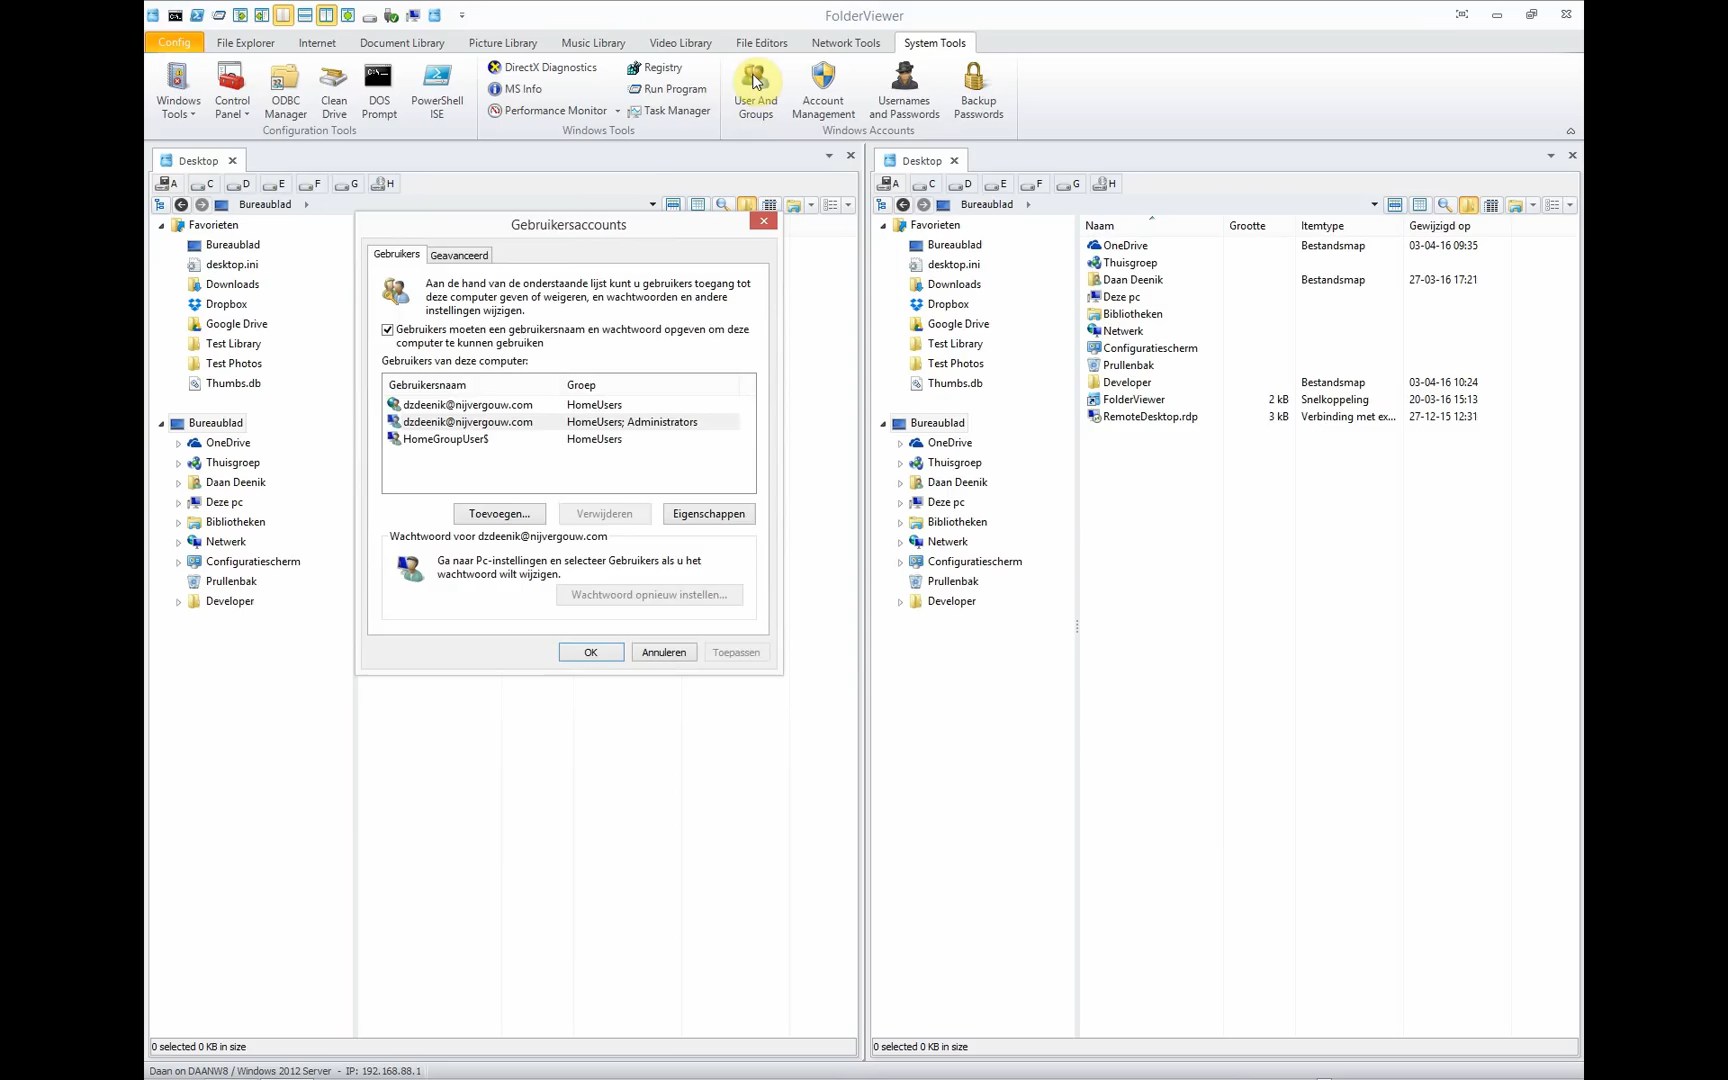 FolderViewer
Config File Explorer Internet Document Library Picture Library Music Library Video Library File Editors Network Tools System Tools
Windows Tools
Control Panel
ODBC Manager
Clean Drive
DOS Prompt
PowerShell ISE
Configuration Tools
DirectX Diagnostics
MS Info
Performance Monitor
Registry
Run Program
Task Manager
Windows Tools
User And Groups
Account Management
Usernames and Passwords
Backup Passwords
Windows Accounts
Desktop
A C D E F G H
Bureaublad
Favorieten
Bureaublad
desktop.ini
Downloads
Dropbox
Google Drive
Test Library
Test Photos
Thumbs.db
Bureaublad
OneDrive
Thuisgroep
Daan Deenik
Deze pc
Bibliotheken
Netwerk
Configuratiescherm
Prullenbak
Developer
0 selected 0 KB in size
Gebruikersaccounts
Gebruikers Geavanceerd
Aan de hand van de onderstaande lijst kunt u gebruikers toegang tot
deze computer geven of weigeren, en wachtwoorden en andere
instellingen wijzigen.
Gebruikers moeten een gebruikersnaam en wachtwoord opgeven om deze
computer te kunnen gebruiken
Gebruikers van deze computer:
Gebruikersnaam Groep
dzdeenik@nijvergouw.com HomeUsers
dzdeenik@nijvergouw.com HomeUsers; Administrators
HomeGroupUser$ HomeUsers
Toevoegen... Verwijderen Eigenschappen
Wachtwoord voor dzdeenik@nijvergouw.com
Ga naar Pc-instellingen en selecteer Gebruikers als u het
wachtwoord wilt wijzigen.
Wachtwoord opnieuw instellen...
OK Annuleren Toepassen
Desktop
A C D E F G H
Bureaublad
Favorieten
Bureaublad
desktop.ini
Downloads
Dropbox
Google Drive
Test Library
Test Photos
Thumbs.db
Bureaublad
OneDrive
Thuisgroep
Daan Deenik
Deze pc
Bibliotheken
Netwerk
Configuratiescherm
Prullenbak
Developer
Naam Grootte Itemtype Gewijzigd op
OneDrive Bestandsmap 03-04-16 09:35
Thuisgroep
Daan Deenik Bestandsmap 27-03-16 17:21
Deze pc
Bibliotheken
Netwerk
Configuratiescherm
Prullenbak
Developer Bestandsmap 03-04-16 10:24
FolderViewer 2 kB Snelkoppeling 20-03-16 15:13
RemoteDesktop.rdp 3 kB Verbinding met ex... 27-12-15 12:31
0 selected 0 KB in size
Daan on DAANW8 / Windows 2012 Server - IP: 192.168.88.1